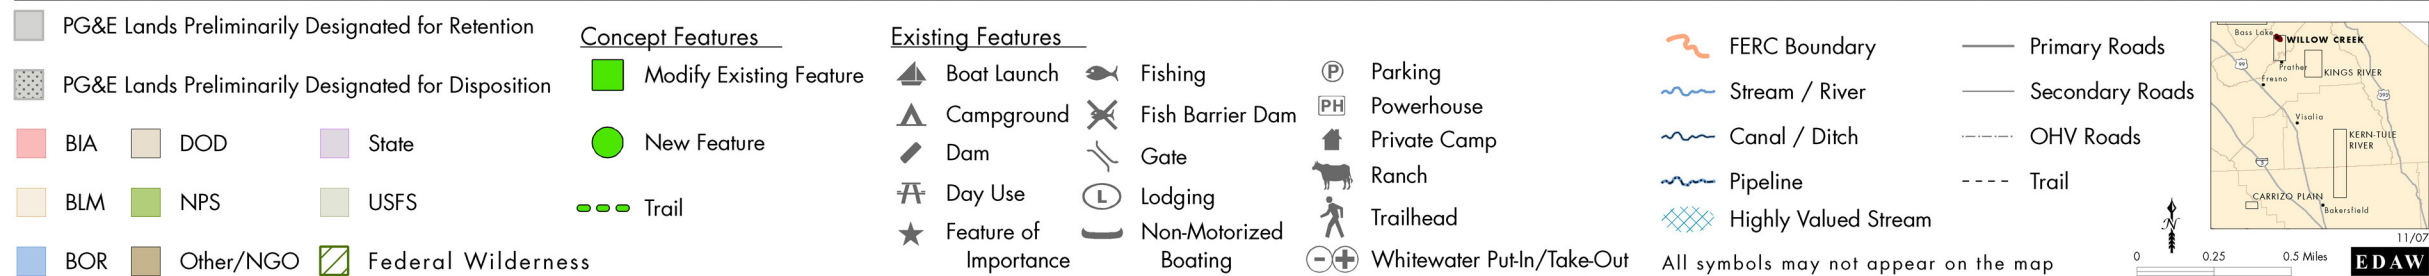 PG&E Lands Preliminarily Designated for Retention
PG&E Lands Preliminarily Designated for Disposition
BIA
DOD
State
BLM
NPS
USFS
BOR
Other/NGO
Federal Wilderness
Concept Features
Modify Existing Feature
New Feature
Trail
Existing Features
Boat Launch
Campground
Dam
Day Use
Feature of
Importance
Fishing
Fish Barrier Dam
Gate
L
Lodging
Non-Motorized
Boating
P
Parking
PH
Powerhouse
Private Camp
Ranch
Trailhead
Whitewater Put-In/Take-Out
FERC Boundary
Stream / River
Canal / Ditch
Pipeline
Highly Valued Stream
All symbols may not appear on the map
Primary Roads
Secondary Roads
OHV Roads
Trail
N
0 0.25 0.5 Miles
Bass Lake
WILLOW CREEK
99
Prather
KINGS RIVER
Fresno
395
Visalia
KERN-TULE
RIVER
5
CARRIZO PLAIN
Bakersfield
11/07
EDAW